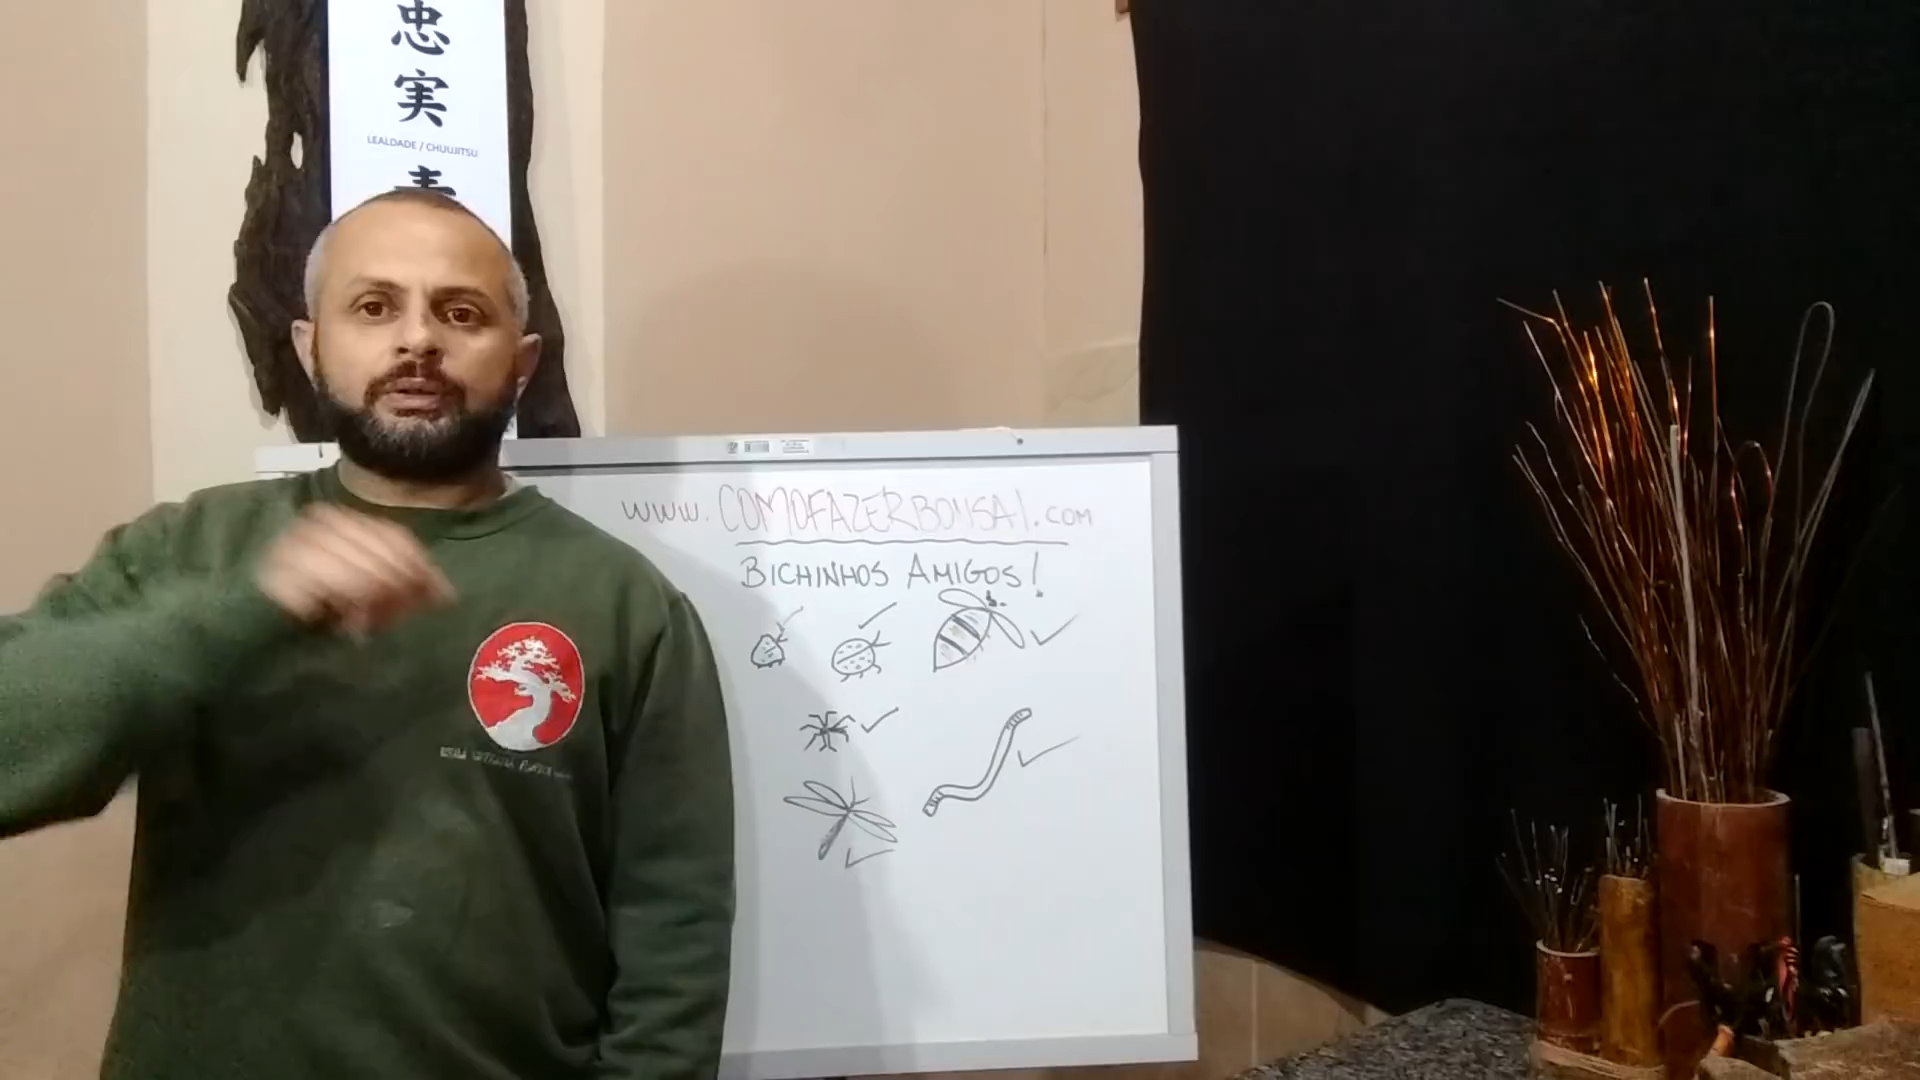 忠
実
LEALDADE / CHUUJITSU
www.COMOFAZERBONSAI.com
BICHINHOS AMIGOS!